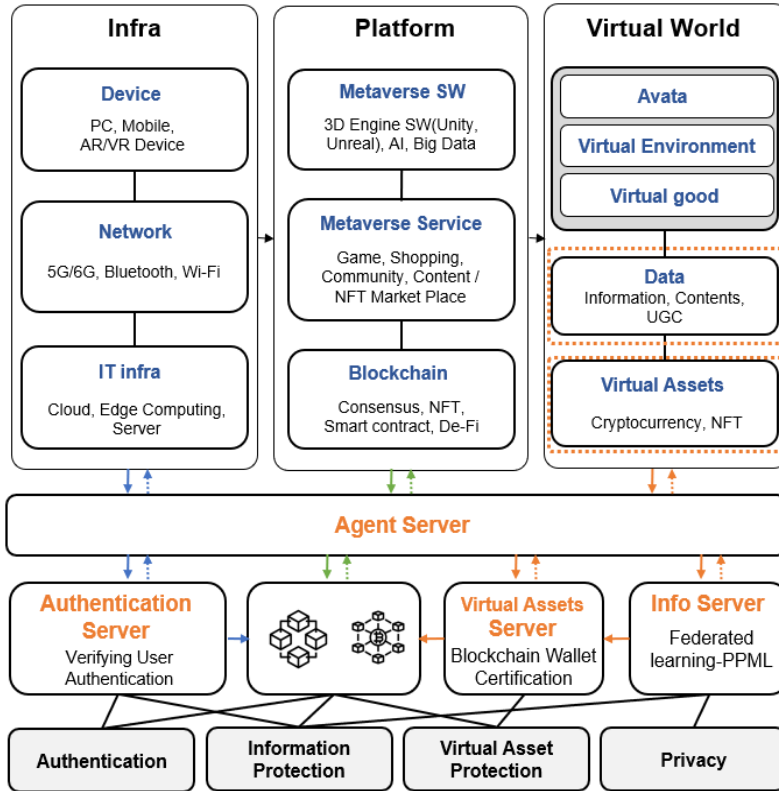 Infra
Device
PC, Mobile,
AR/VR Device
Network
5G/6G, Bluetooth, Wi-Fi
IT infra
Cloud, Edge Computing,
Server
Platform
Metaverse SW
3D Engine SW(Unity,
Unreal), AI, Big Data
Metaverse Service
Game, Shopping,
Community, Content /
NFT Market Place
Blockchain
Consensus, NFT,
Smart contract, De-Fi
Virtual World
Avata
Virtual Environment
Virtual good
Data
Information, Contents,
UGC
Virtual Assets
Cryptocurrency, NFT
Agent Server
Authentication
Server
Verifying User
Authentication
Virtual Assets
Server
Blockchain Wallet
Certification
Info Server
Federated
learning-PPML
Authentication
Information
Protection
Virtual Asset
Protection
Privacy